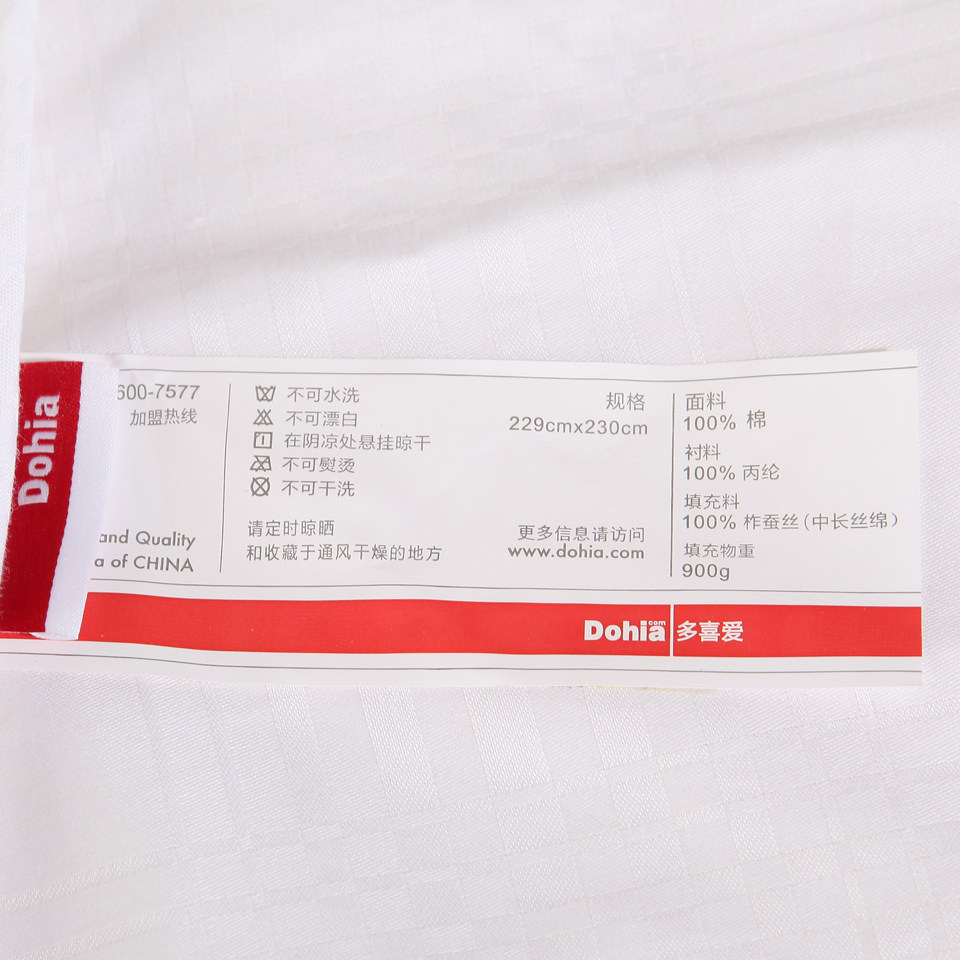 Dohia
600-7577
加盟热线
and Quality
a of CHINA
不可水洗
不可漂白
在阴凉处悬挂晾干
不可熨烫
不可干洗
请定时晾晒
和收藏于通风干燥的地方
规格
229cmx230cm
更多信息请访问
www.dohia.com
面料
100% 棉
衬料
100% 丙纶
填充料
100% 柞蚕丝(中长丝绵)
填充物重
900g
Dohia.com 多喜爱